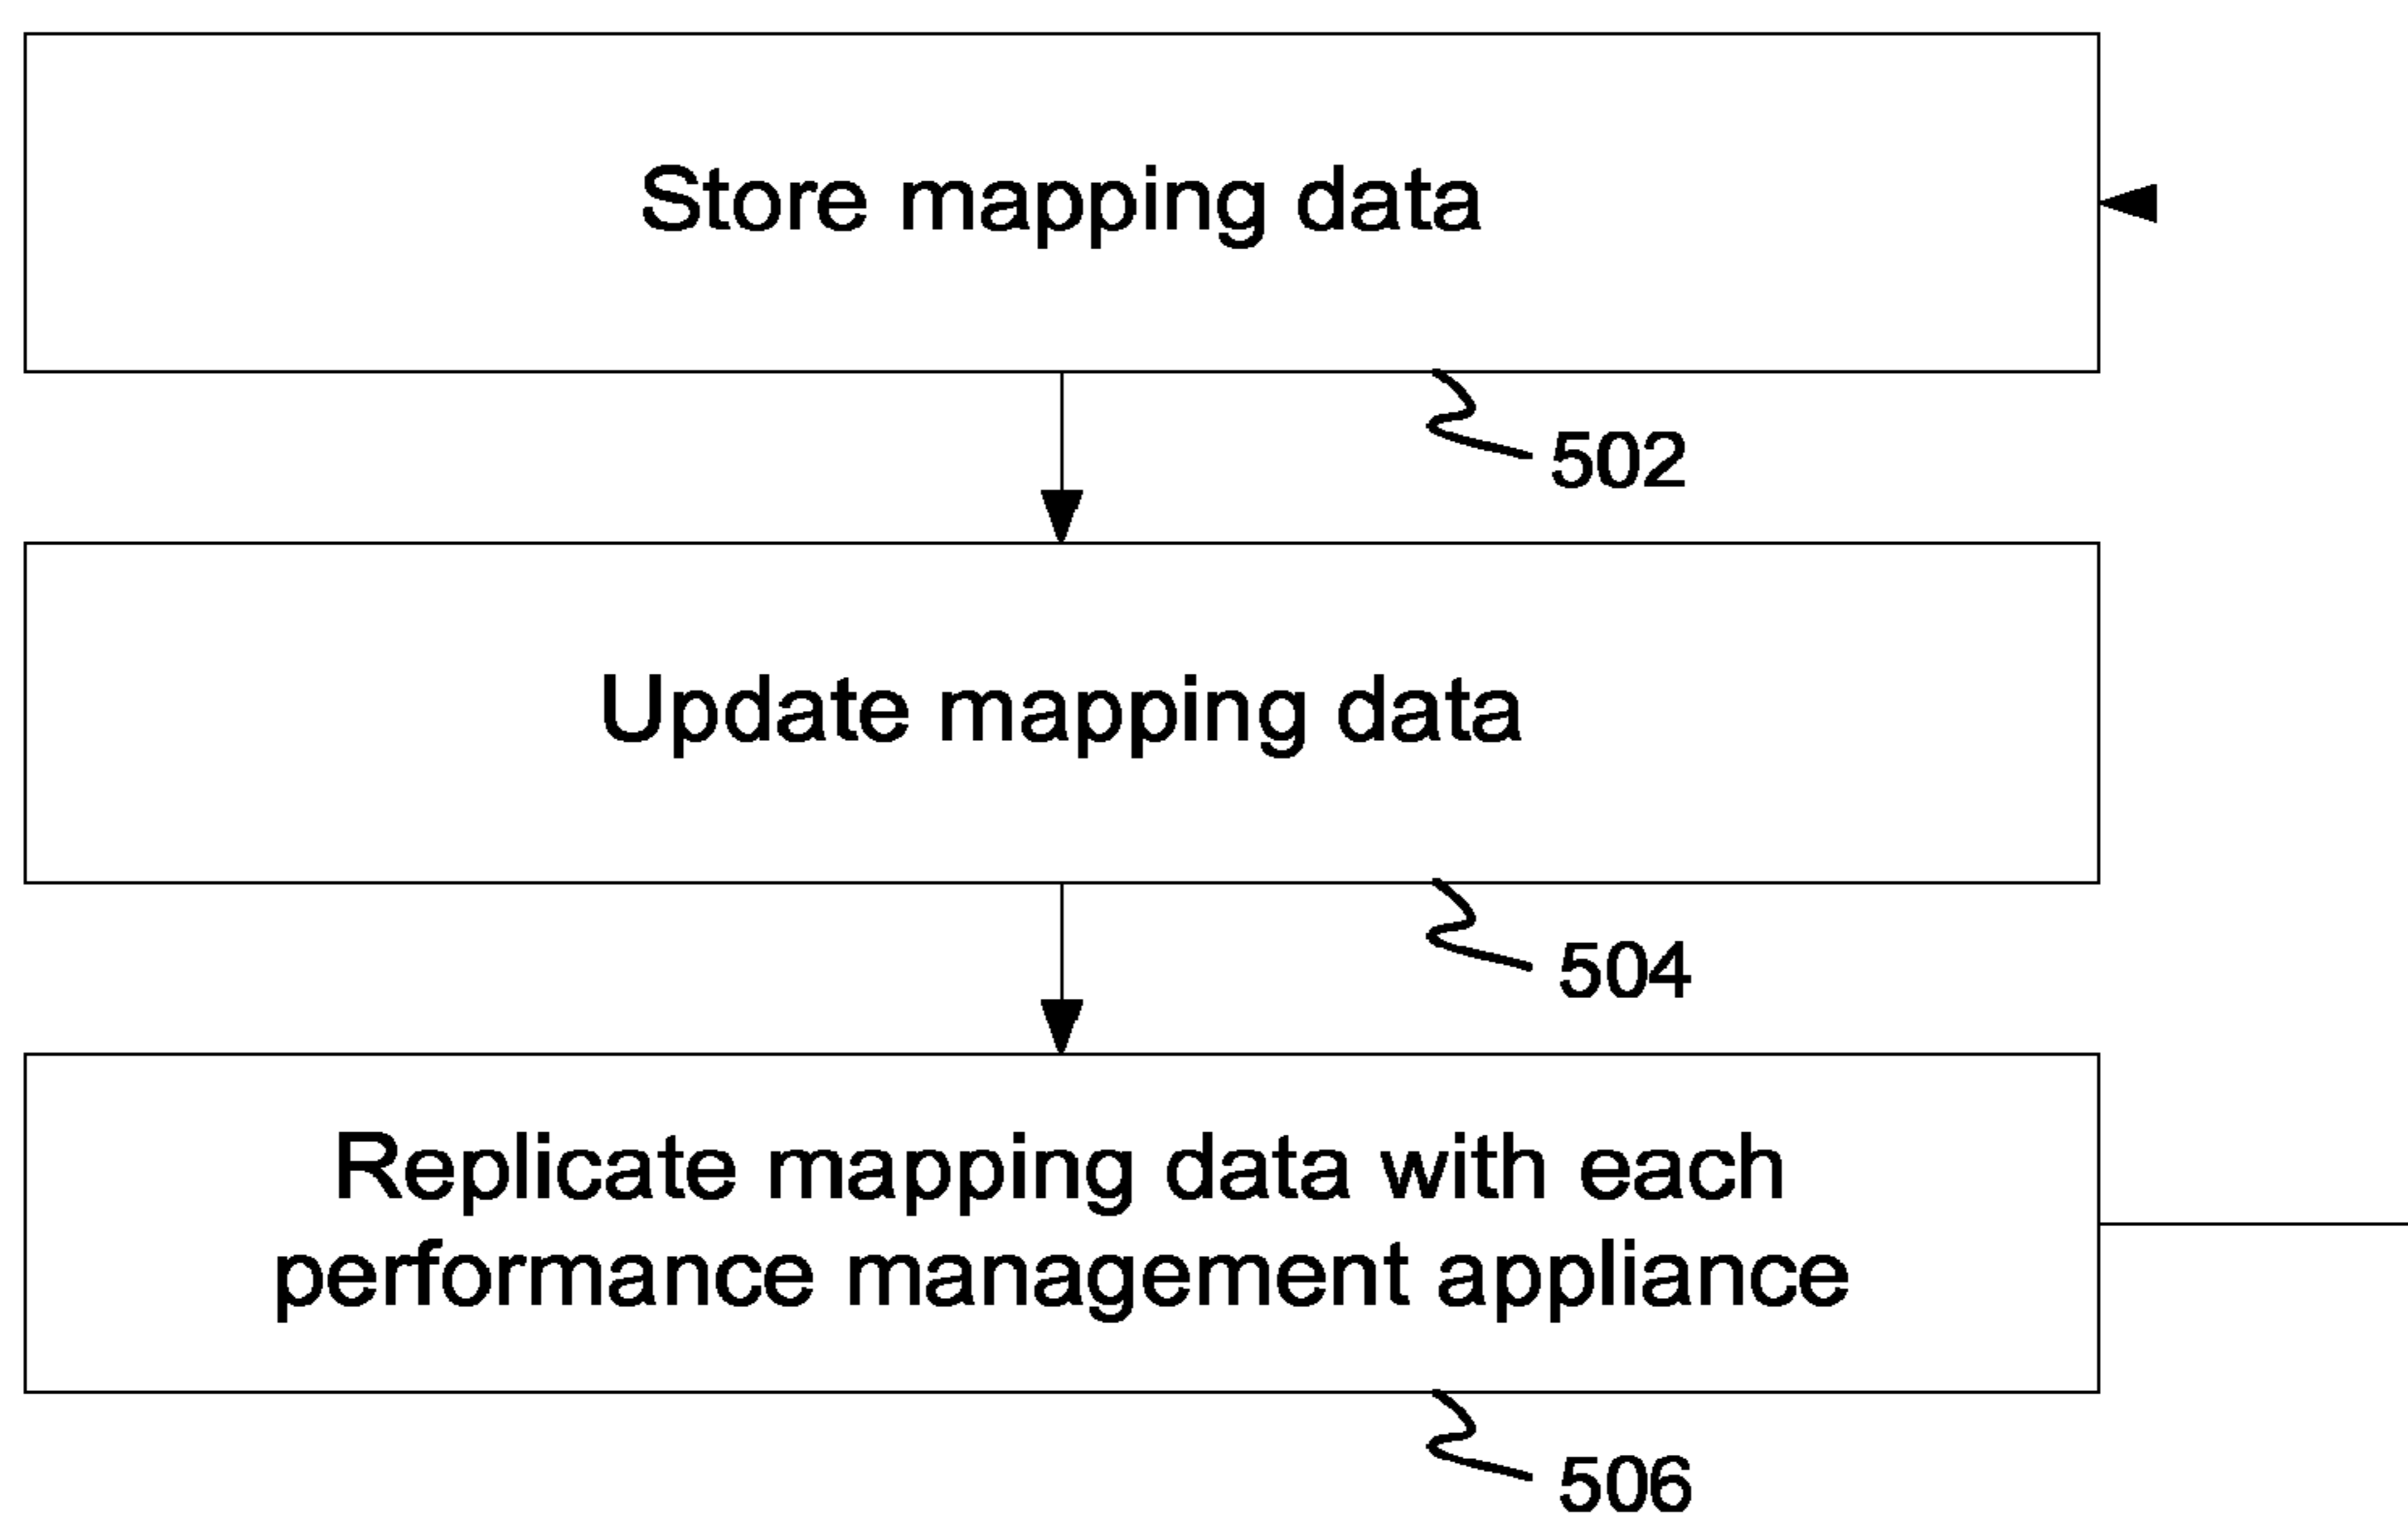 Store mapping data
502
Update mapping data
504
Replicate mapping data with each
performance management appliance
506